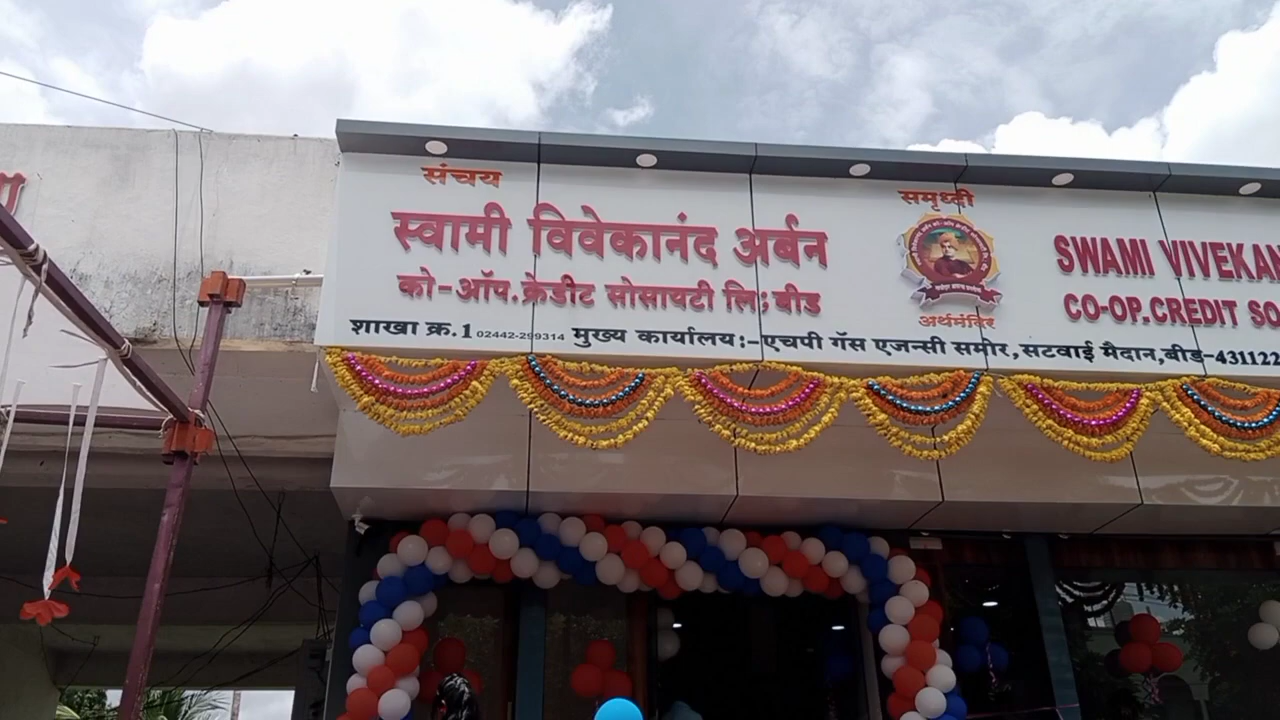 संचय
स्वामी विवेकानंद अर्बन
को-ऑप.क्रेडीट सोसायटी लि;बीड
शाखा क्र.1 02442-299314 मुख्य कार्यालय:-एचपी गॅस एजन्सी समोर,सटवाई मैदान,बीड-431122
समृध्दी
अर्थमंदिर
SWAMI VIVEKAN
CO-OP.CREDIT SO